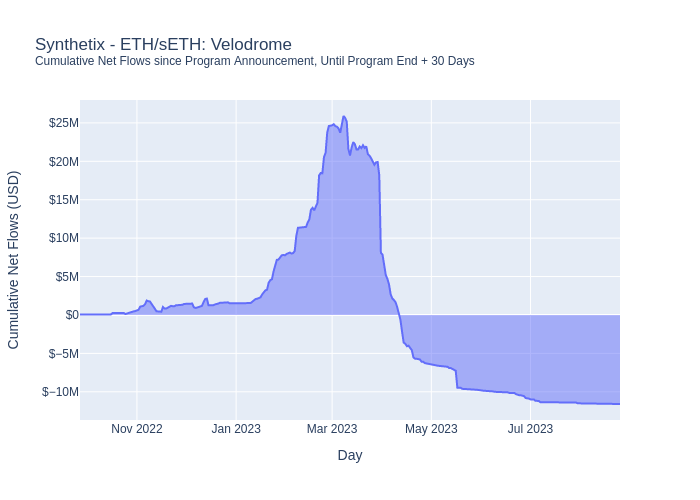 Synthetix - ETH/sETH: Velodrome
Cumulative Net Flows since Program Announcement, Until Program End + 30 Days
Cumulative Net Flows (USD)
$25M
$20M
$15M
$10M
$5M
$0
$−5M
$−10M
Nov 2022
Jan 2023
Mar 2023
May 2023
Jul 2023
Day